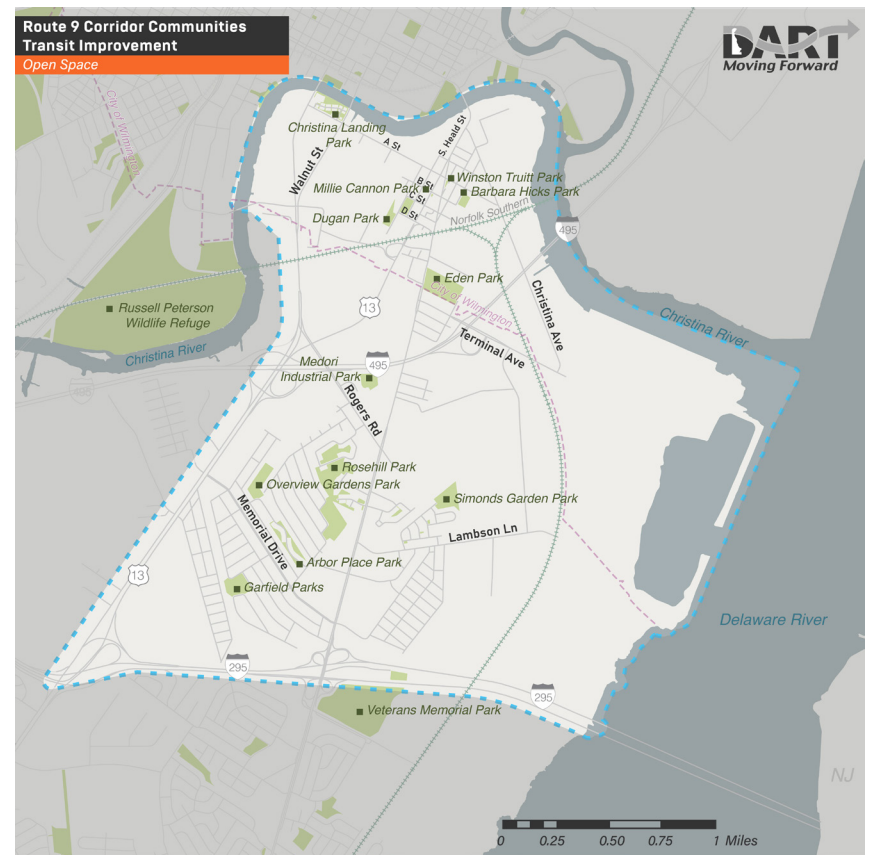 Route 9 Corridor Communities
Transit Improvement
Open Space
DART
Moving Forward
City of Wilmington
Christina Landing
Park
A St
S. Heald St
Walnut St
Winston Truitt Park
Millie Cannon Park
B St
Barbara Hicks Park
C St
Dugan Park
D St
Norfolk Southern
495
Eden Park
City of Wilmington
Christina Ave
13
Russell Peterson
Wildlife Refuge
Christina River
Christina River
Terminal Ave
Medori
Industrial Park
495
Rogers Rd
Rosehill Park
Overview Gardens Park
Simonds Garden Park
Memorial Drive
Lambson Ln
Arbor Place Park
13
Garfield Parks
Delaware River
295
295
Veterans Memorial Park
NJ
0 0.25 0.50 0.75 1 Miles